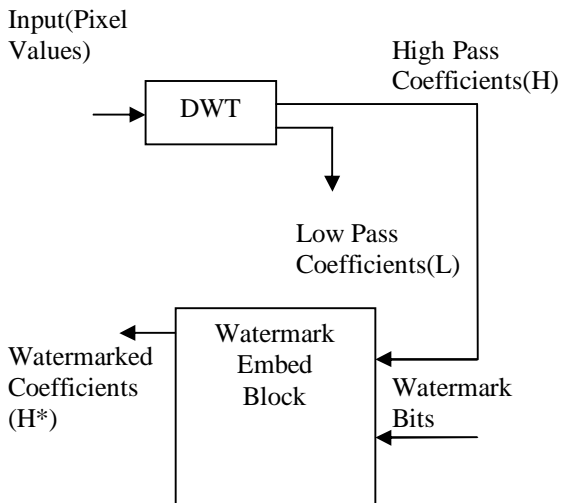 Input(Pixel
Values)
High Pass
Coefficients(H)
DWT
Low Pass
Coefficients(L)
Watermark
Embed
Block
Watermarked
Coefficients
(H*)
Watermark
Bits